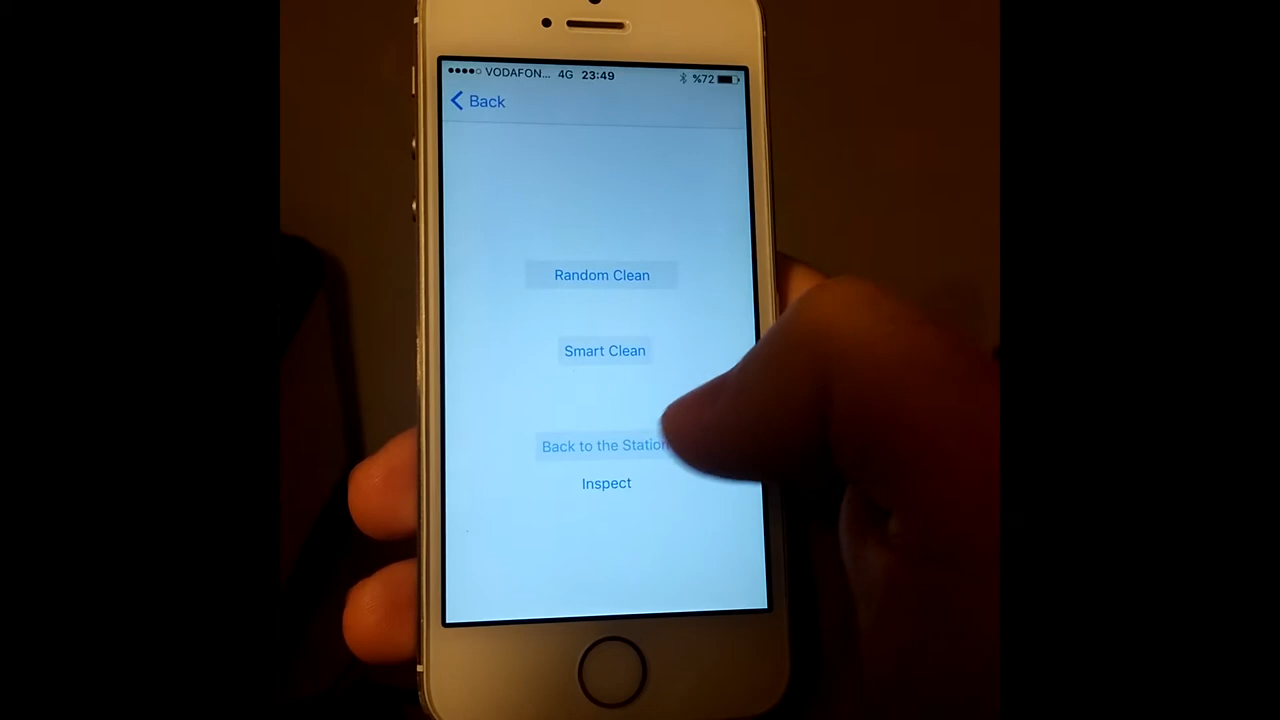 VODAFON... 4G 23:49 %72
Back
Random Clean
Smart Clean
Back to the Station
Inspect